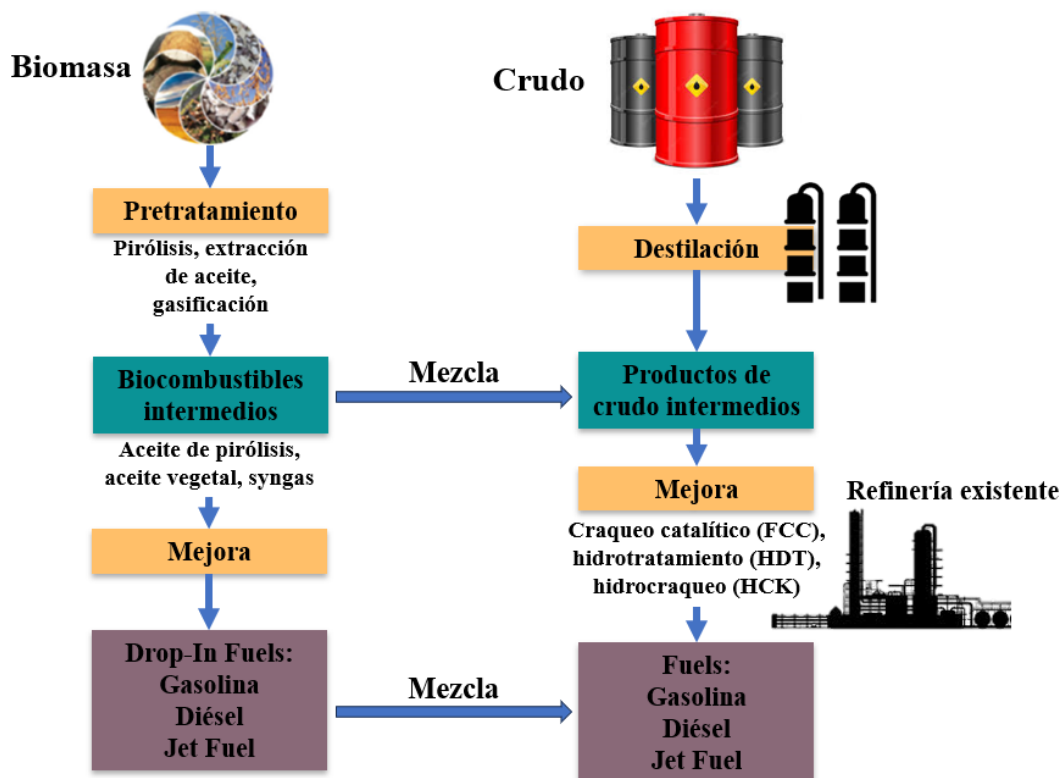 Biomasa
Pretratamiento
Pirólisis, extracción
de aceite,
gasificación
Biocombustibles
intermedios
Aceite de pirólisis,
aceite vegetal, syngas
Mejora
Drop-In Fuels:
Gasolina
Diésel
Jet Fuel
Mezcla
Mezcla
Crudo
Destilación
Productos de
crudo intermedios
Mejora
Craqueo catalítico (FCC),
hidrotratamiento (HDT),
hidrocraqueo (HCK)
Refinería existente
Fuels:
Gasolina
Diésel
Jet Fuel